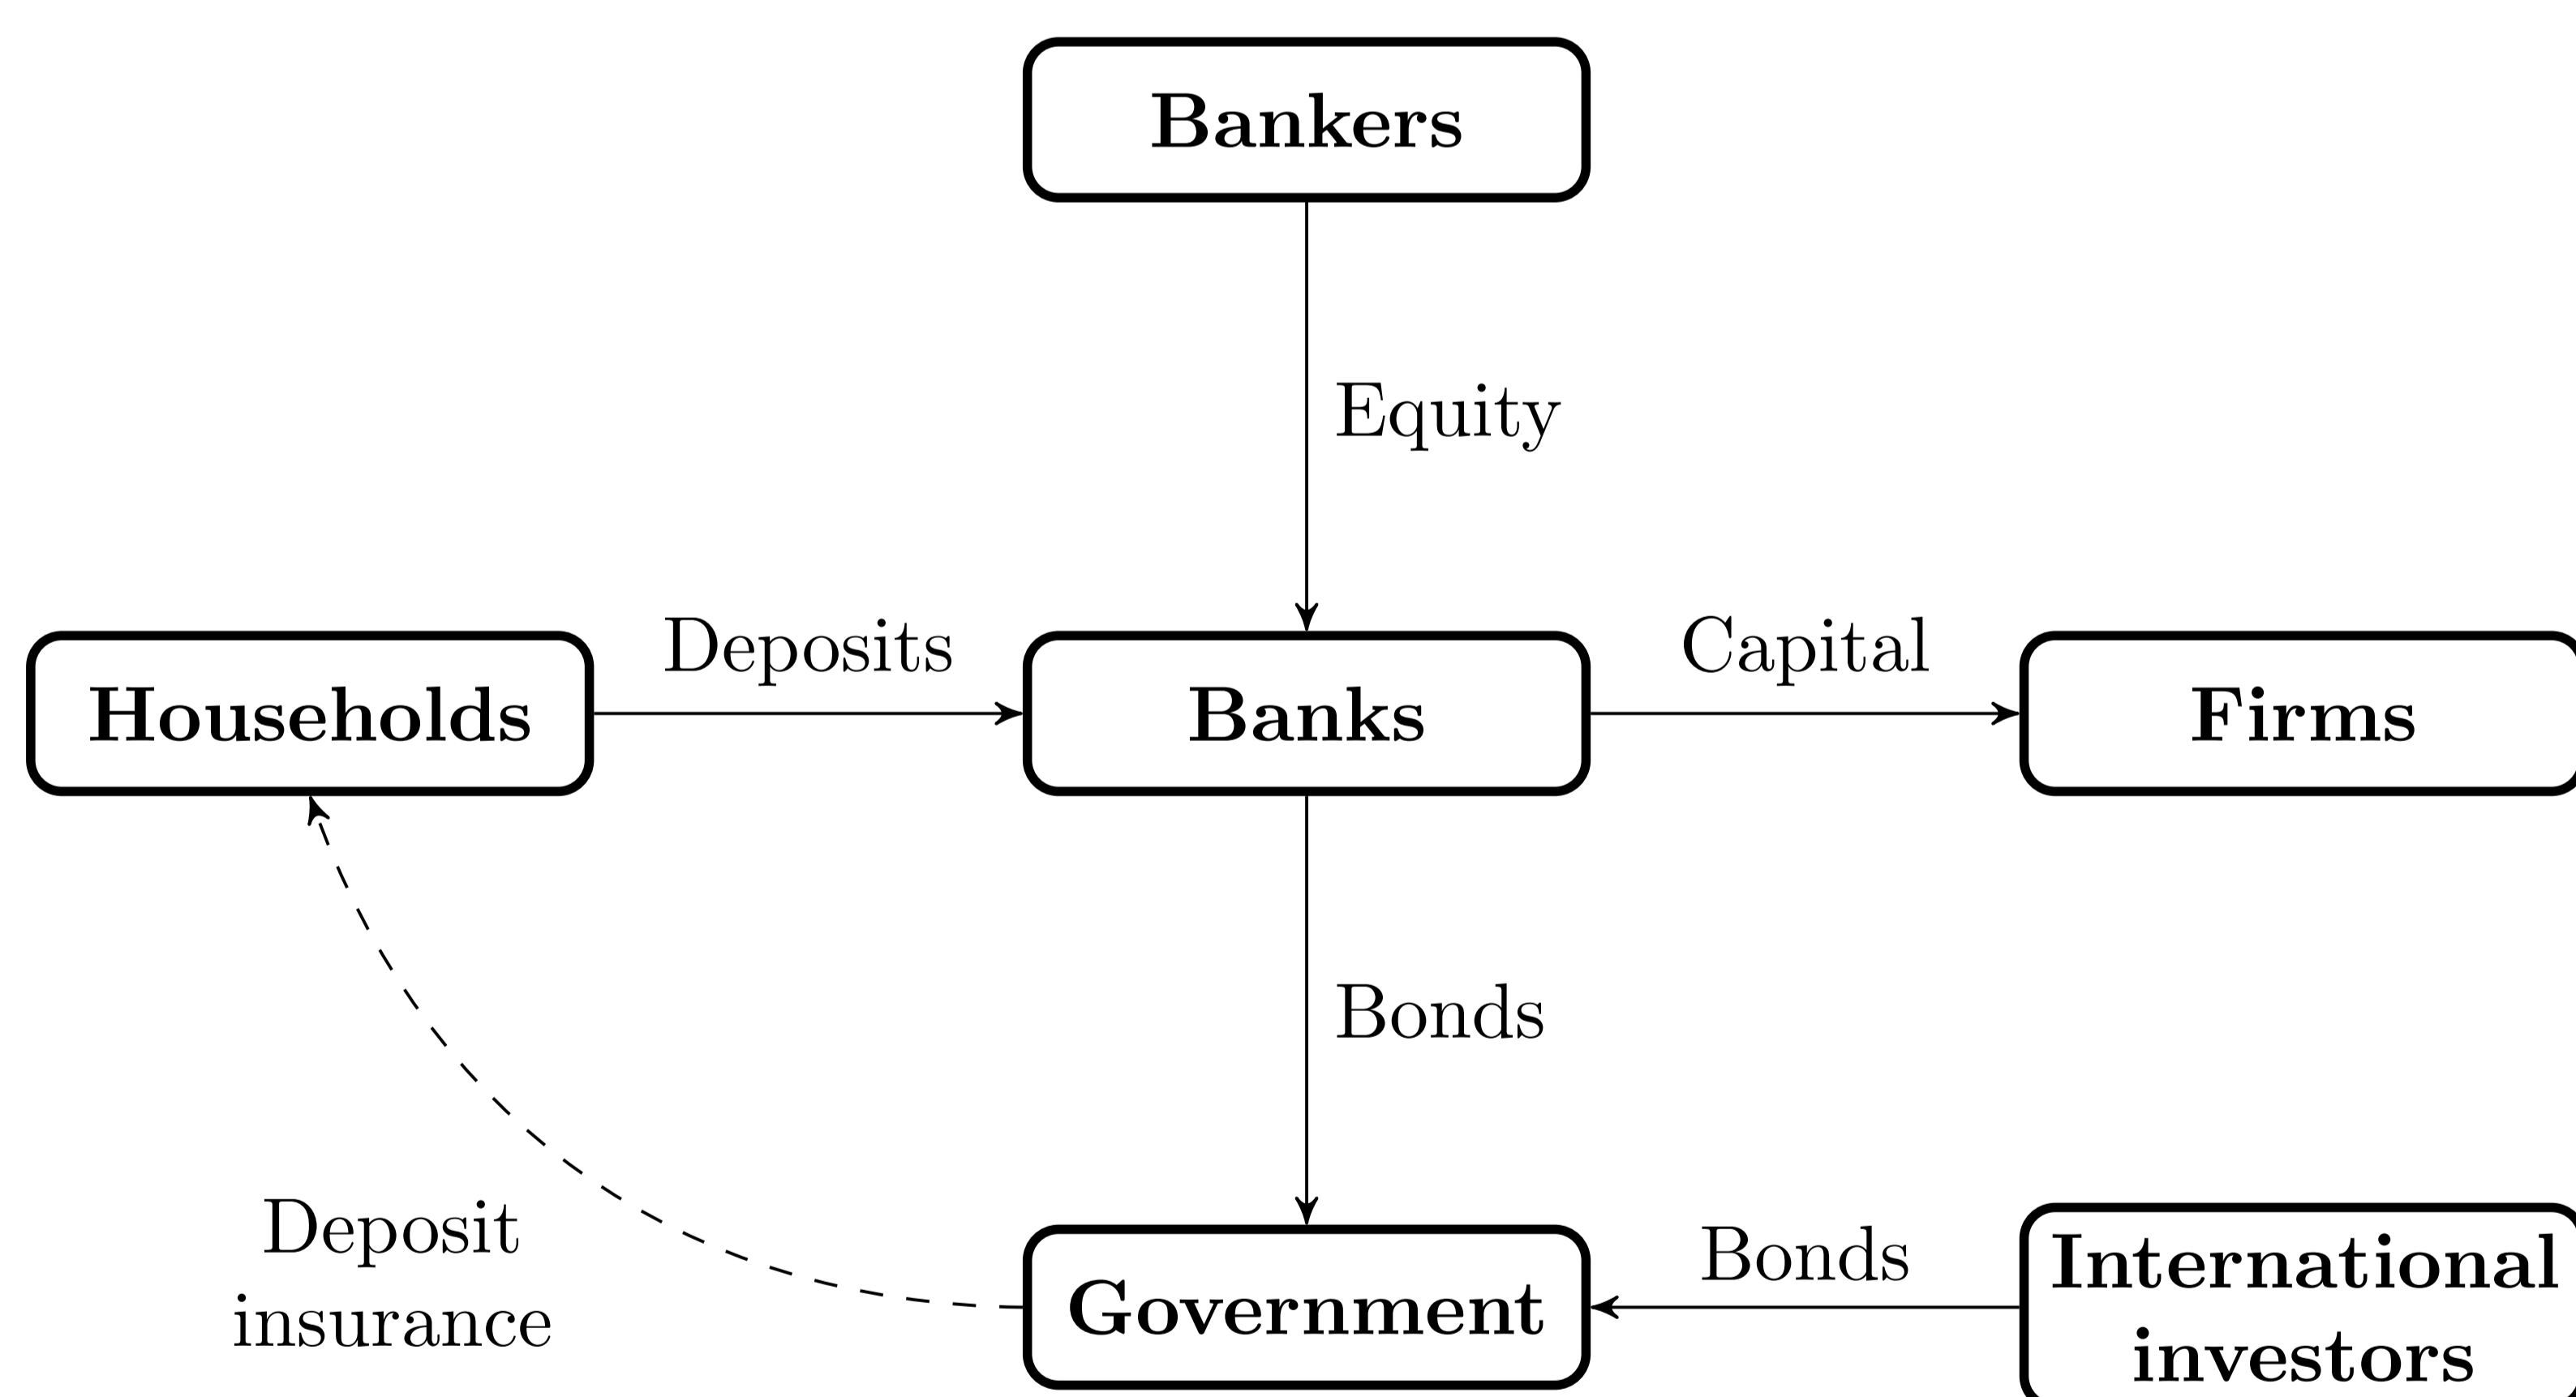 Bankers
Equity
Deposits
Capital
Households
Banks
Firms
Bonds
Deposit
insurance
Government
Bonds
International
investors